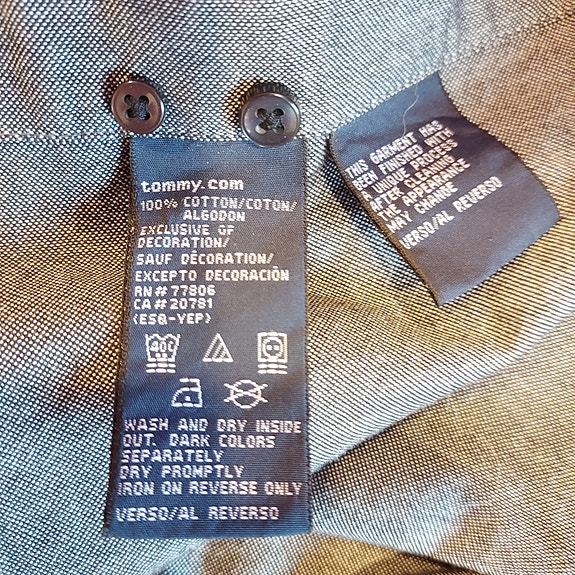 tommy.com
100% COTTON/COTON/
ALGODON
EXCLUSIVE OF
DECORATION/
SAUF DÉCORATION/
EXCEPTO DECORACIÓN
RN# 77806
CA# 20781
(ESQ-YEP)
40C
WASH AND DRY INSIDE
OUT. DARK COLORS
SEPARATELY
DRY PROMPTLY
IRON ON REVERSE ONLY
VERSO/AL REVERSO
THIS GARMENT HAS
BEEN FINISHED WITH
UNIQUE PROCESS
AFTER CLEANING
THE APPEARANCE
MAY CHANGE
VERSO/AL REVERSO